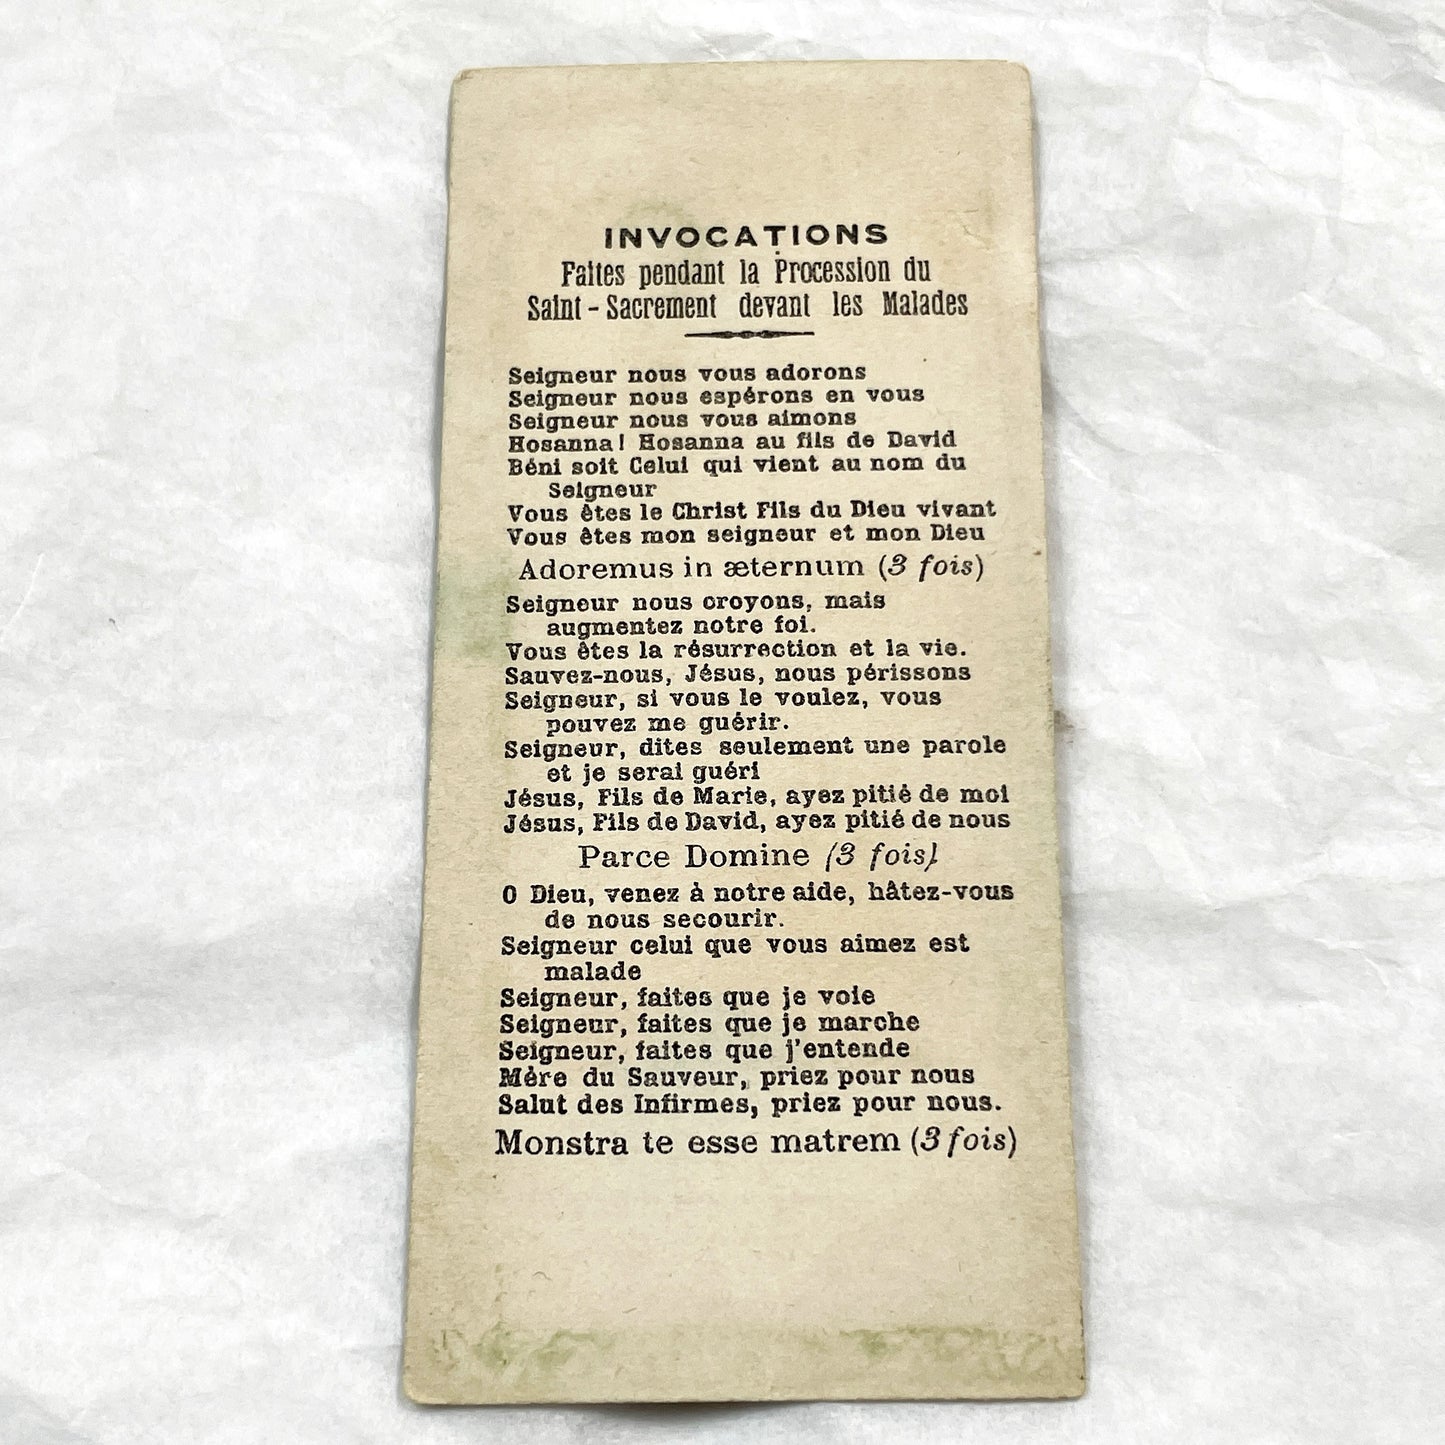 INVOCATIONS
Faites pendant la Procession du
Saint-Sacrement devant les Malades
Seigneur nous vous adorons
Seigneur nous espérons en vous
Seigneur nous vous aimons
Hosanna! Hosanna au fils de David
Béni soit Celui qui vient au nom du
Seigneur
Vous êtes le Christ Fils du Dieu vivant
Vous êtes mon seigneur et mon Dieu
Adoremus in æternum (3 fois)
Seigneur nous croyons, mais
augmentez notre foi.
Vous êtes la résurrection et la vie.
Sauvez-nous, Jésus, nous périssons
Seigneur, si vous le voulez, vous
pouvez me guérir.
Seigneur, dites seulement une parole
et je serai guéri
Jésus, Fils de Marie, ayez pitié de moi
Jésus, Fils de David, ayez pitié de nous
Parce Domine (3 fois).
O Dieu, venez à notre aide, hâtez-vous
de nous secourir.
Seigneur celui que vous aimez est
malade
Seigneur, faites que je voie
Seigneur, faites que je marche
Seigneur, faites que j'entende
Mère du Sauveur, priez pour nous
Salut des Infirmes, priez pour nous.
Monstra te esse matrem (3 fois)